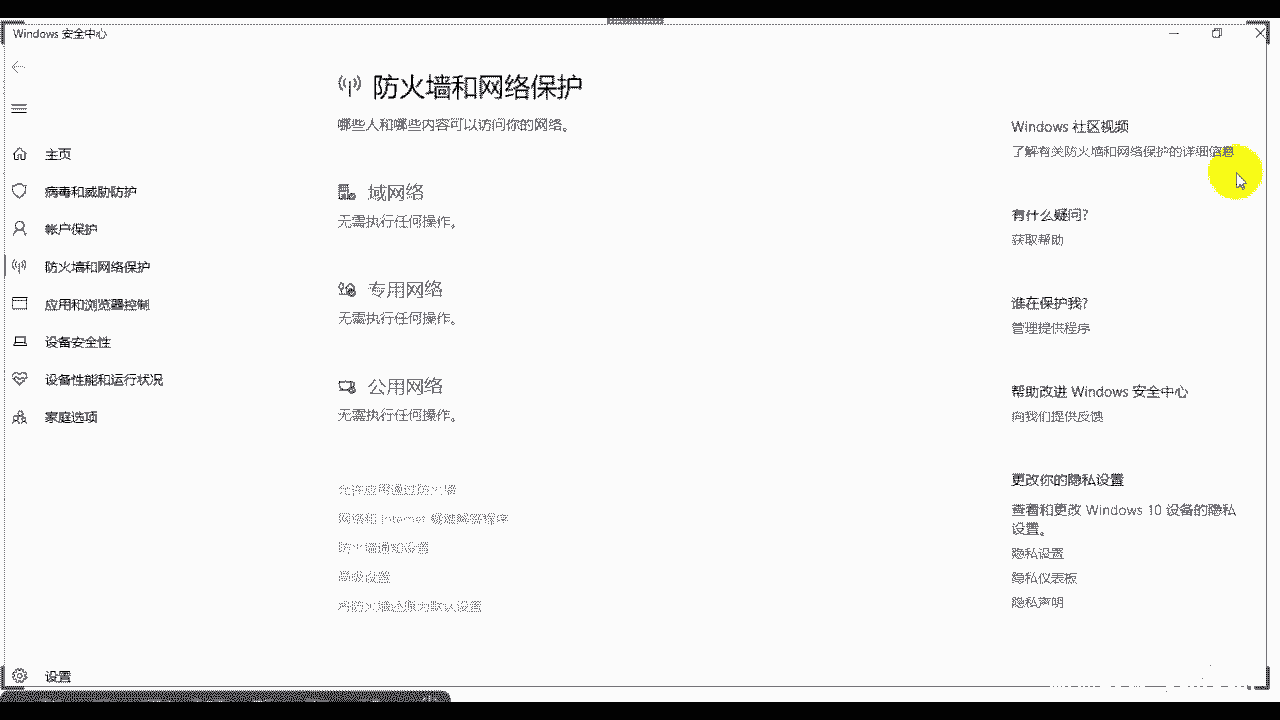 Windows 安全中心
主页
病毒和威胁防护
帐户保护
防火墙和网络保护
应用和浏览器控制
设备安全性
设备性能和运行状况
家庭选项
设置
防火墙和网络保护
哪些人和哪些内容可以访问你的网络。
域网络
无需执行任何操作。
专用网络
无需执行任何操作。
公用网络
无需执行任何操作。
允许应用通过防火墙
网络和 Internet 疑难解答程序
防火墙通知设置
高级设置
将防火墙还原为默认设置
Windows 社区视频
了解有关防火墙和网络保护的详细信息
有什么疑问?
获取帮助
谁在保护我?
管理提供程序
帮助改进 Windows 安全中心
向我们提供反馈
更改你的隐私设置
查看和更改 Windows 10 设备的隐私
设置。
隐私设置
隐私仪表板
隐私声明